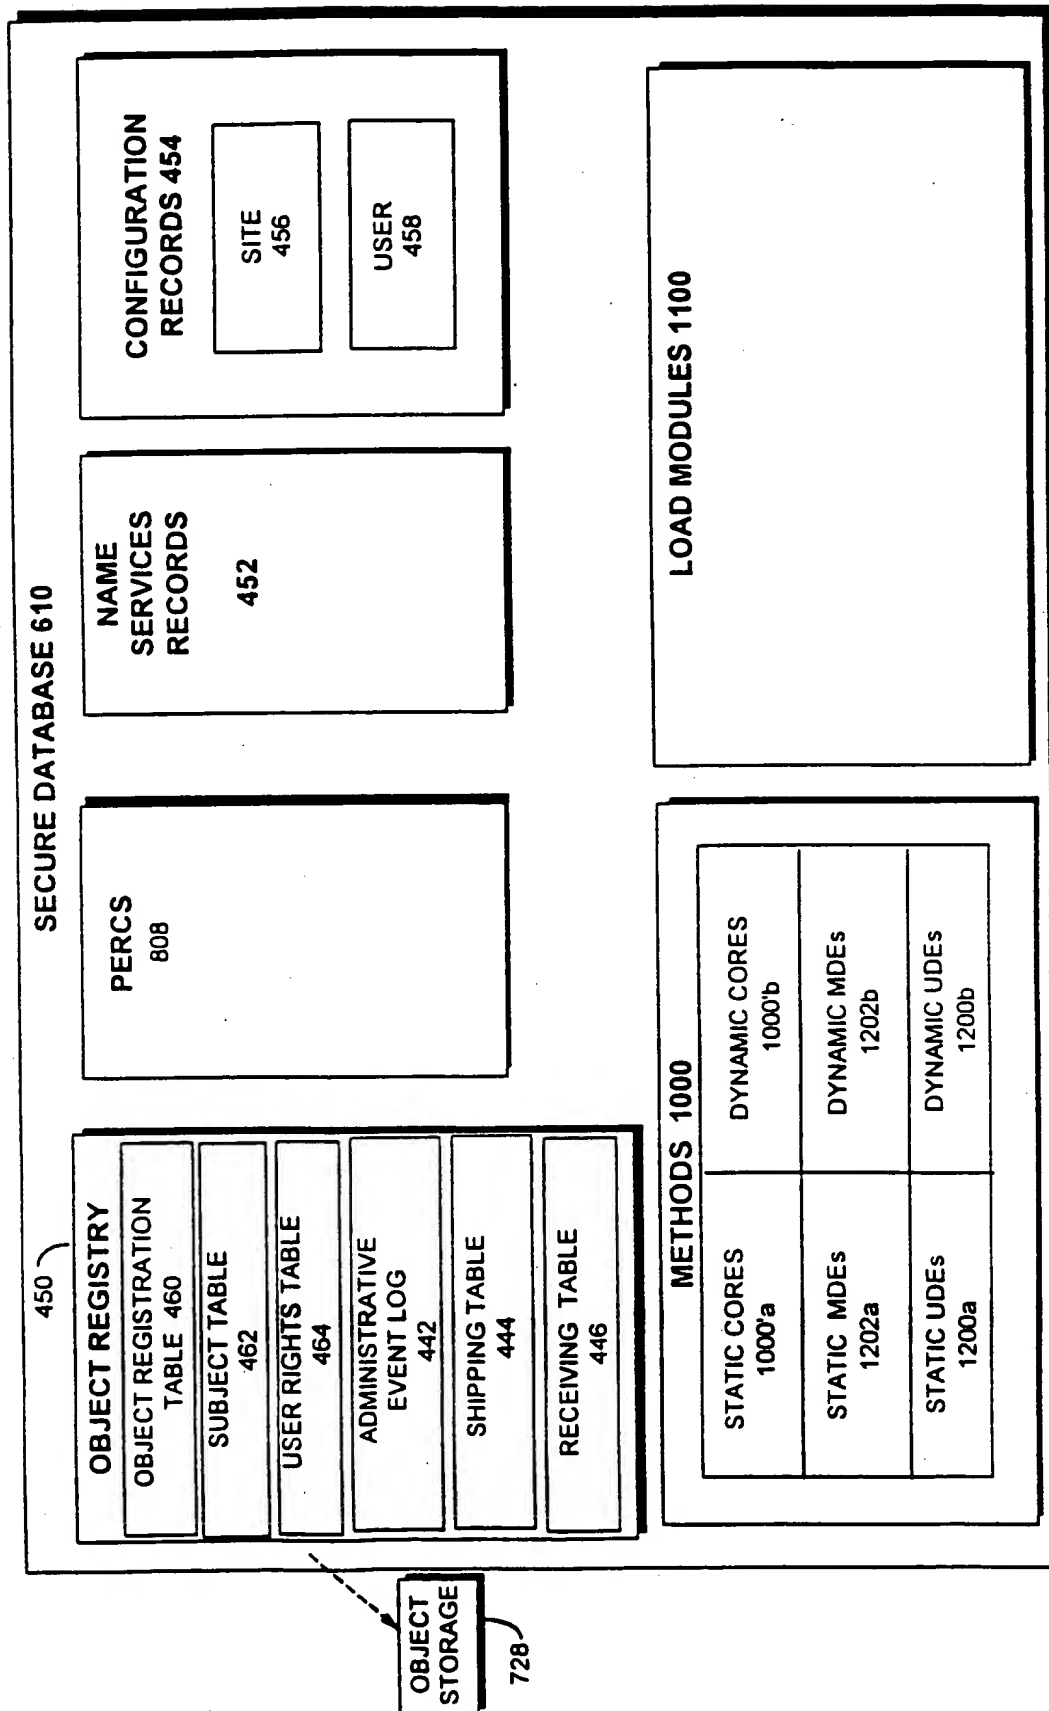 SECURE DATABASE 610
450
OBJECT REGISTRY
OBJECT REGISTRATION
TABLE 460
SUBJECT TABLE
462
USER RIGHTS TABLE
464
ADMINISTRATIVE
EVENT LOG
442
SHIPPING TABLE
444
RECEIVING TABLE
446
OBJECT
STORAGE
728
PERCS
808
NAME
SERVICES
RECORDS
452
CONFIGURATION
RECORDS 454
SITE
456
USER
458
METHODS 1000
STATIC CORES
1000'a
DYNAMIC CORES
1000'b
STATIC MDEs
1202a
DYNAMIC MDEs
1202b
STATIC UDEs
1200a
DYNAMIC UDEs
1200b
LOAD MODULES 1100